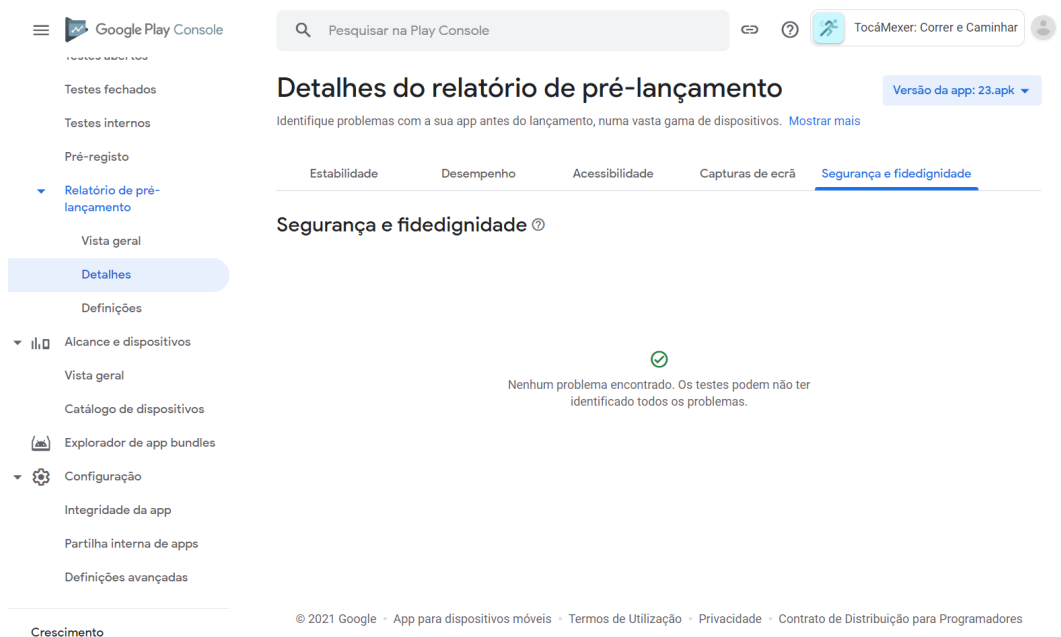 Google Play Console
Pesquisar na Play Console
TocáMexer: Correr e Caminhar
Testes abertos
Testes fechados
Testes internos
Pré-registo
Relatório de pré-
lançamento
Vista geral
Detalhes
Definições
Alcance e dispositivos
Vista geral
Catálogo de dispositivos
Explorador de app bundles
Configuração
Integridade da app
Partilha interna de apps
Definições avançadas
Crescimento
Detalhes do relatório de pré-lançamento
Versão da app: 23.apk
Identifique problemas com a sua app antes do lançamento, numa vasta gama de dispositivos. Mostrar mais
Estabilidade Desempenho Acessibilidade Capturas de ecrã Segurança e fidedignidade
Segurança e fidedignidade
Nenhum problema encontrado. Os testes podem não ter
identificado todos os problemas.
© 2021 Google · App para dispositivos móveis · Termos de Utilização · Privacidade · Contrato de Distribuição para Programadores